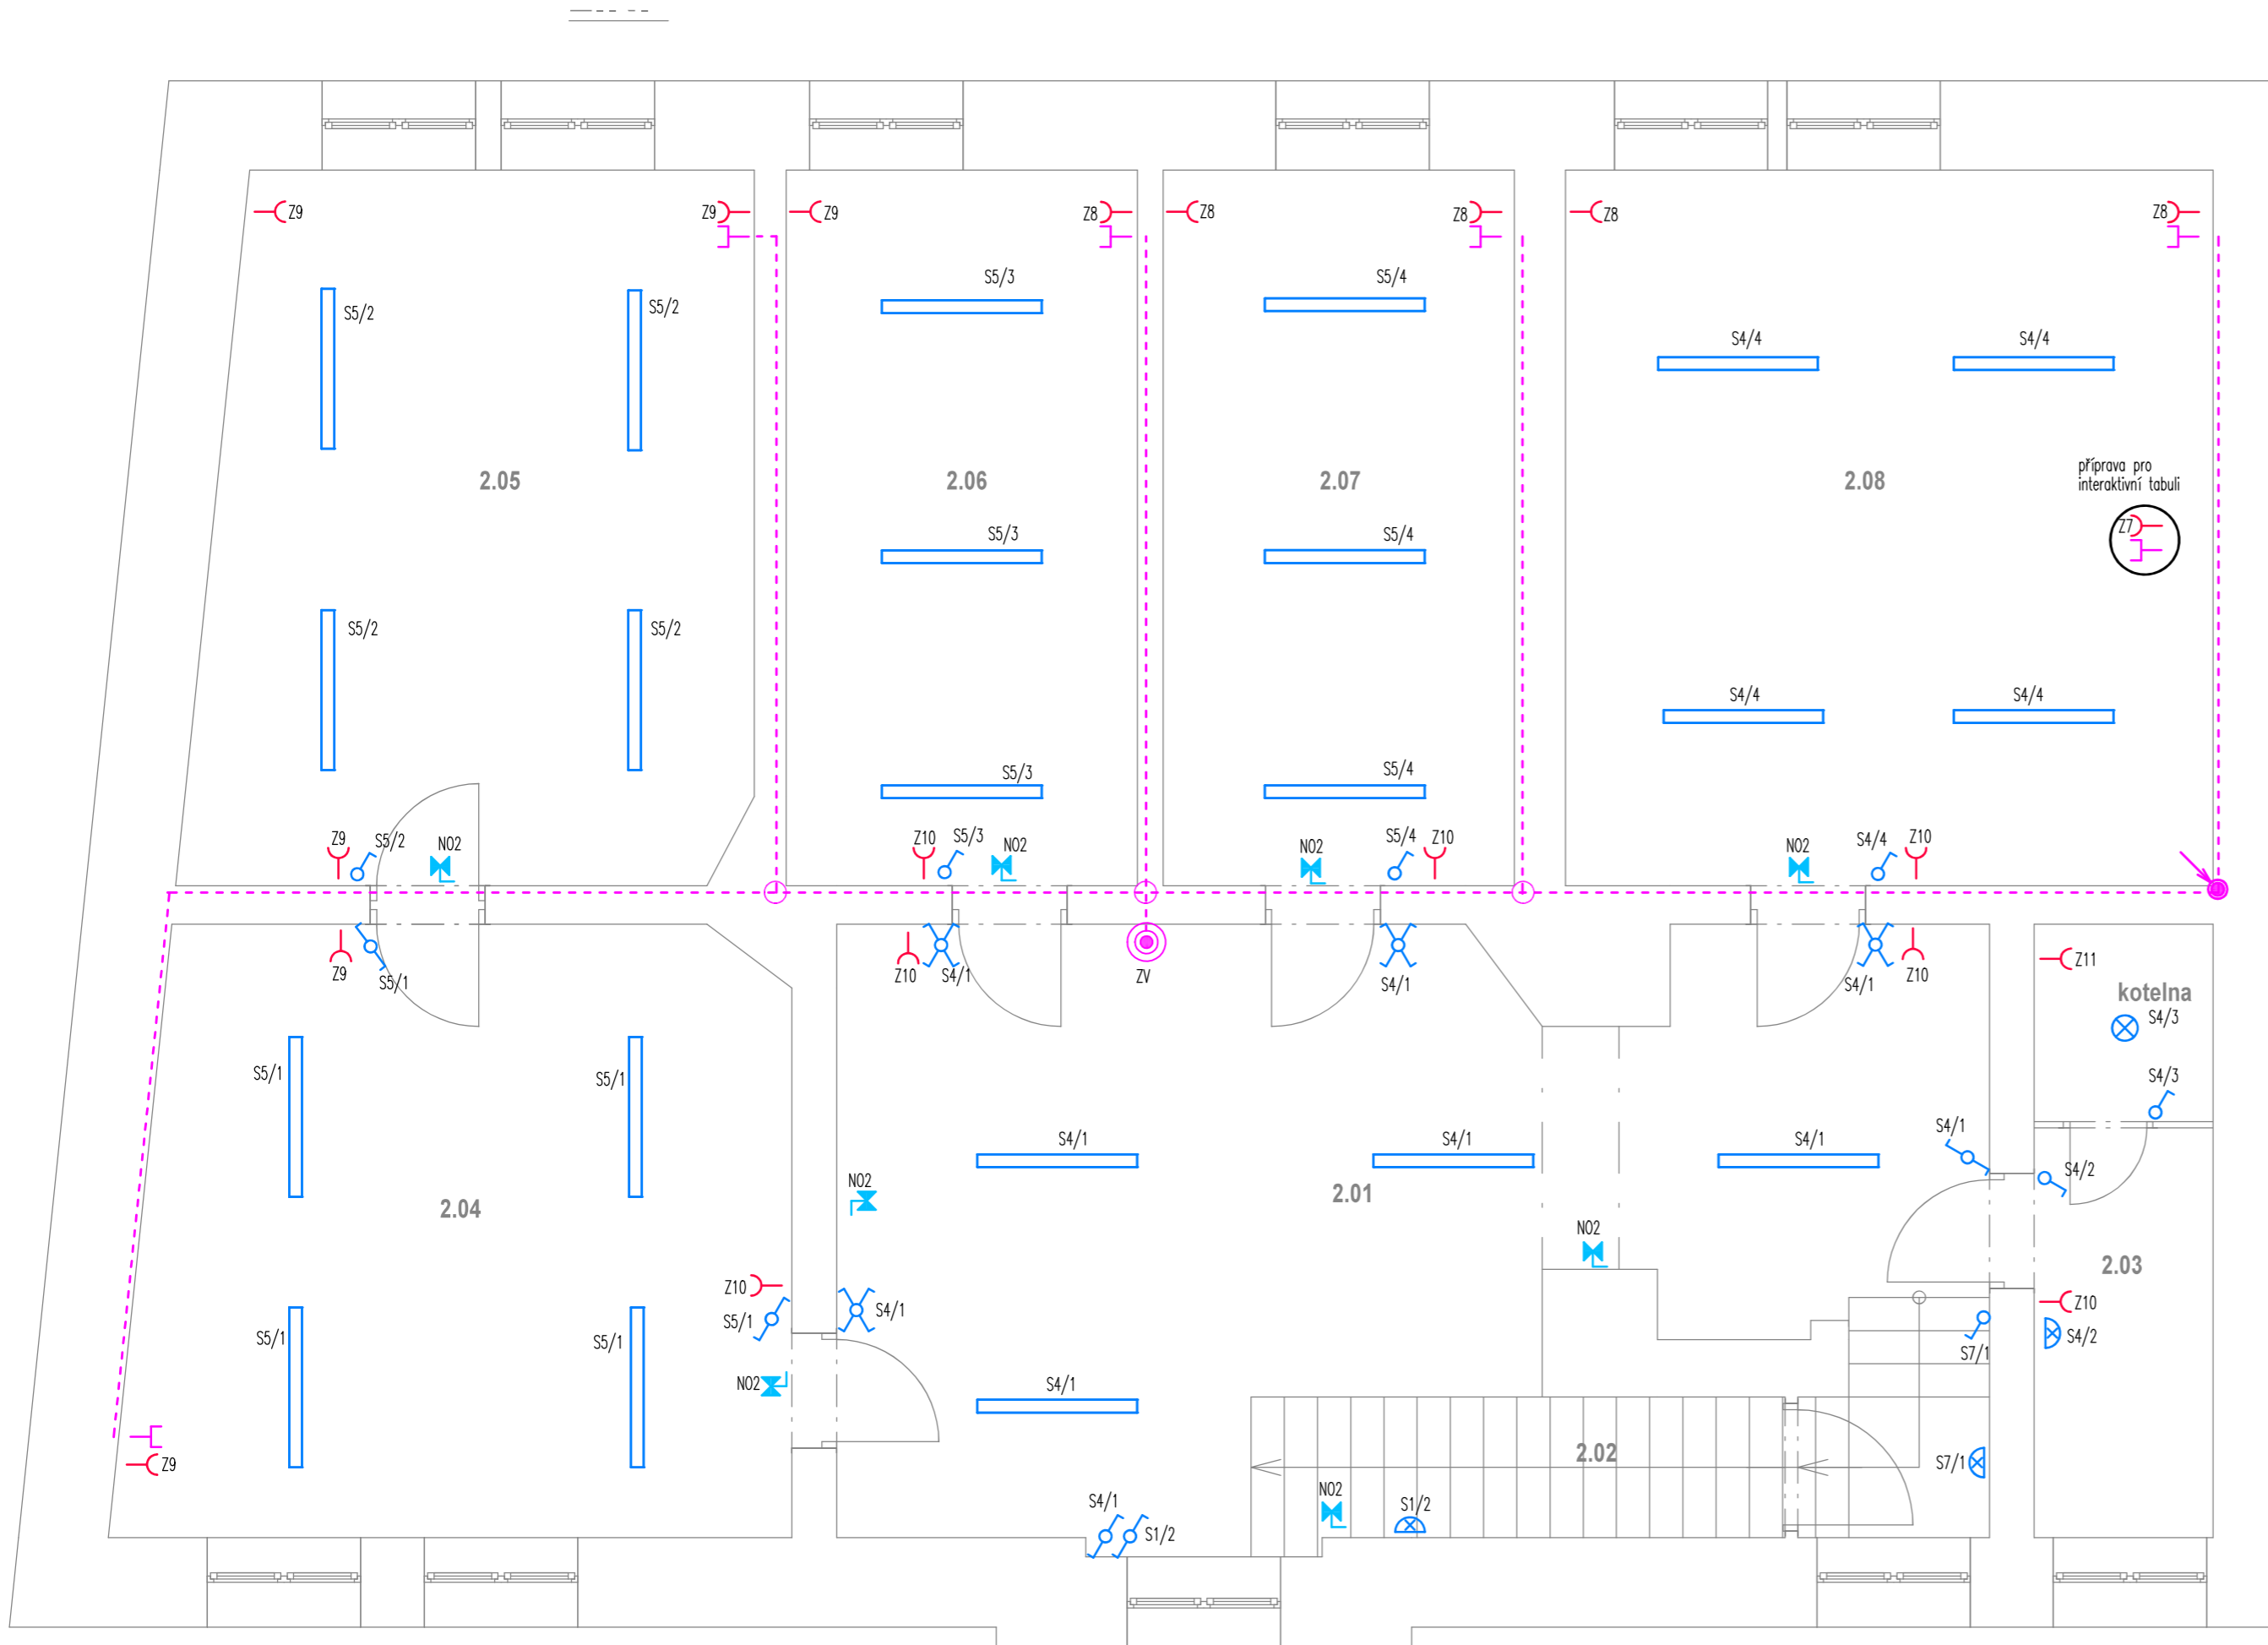 Z9
Z9
Z9
Z8
Z8
Z8
Z8
Z8
S5/2
S5/2
S5/3
S5/4
S4/4
S4/4
2.05
2.06
2.07
2.08
příprava pro
interaktivní tabuli
Z7
S5/3
S5/4
S5/2
S5/2
S4/4
S4/4
S5/3
S5/4
Z9
S5/2
NO2
Z10
S5/3
NO2
NO2
S5/4
Z10
NO2
S4/4
Z10
Z9
S5/1
Z10
S4/1
ZV
S4/1
S4/1
Z10
Z11
kotelna
S4/3
S5/1
S5/1
S4/3
S4/1
S4/1
S4/1
S4/1
S4/2
NO2
2.04
2.01
NO2
2.03
Z10
S5/1
S4/1
Z10
S4/2
S5/1
S5/1
S7/1
NO2
S4/1
2.02
Z9
S7/1
NO2
S4/1
S1/2
S1/2